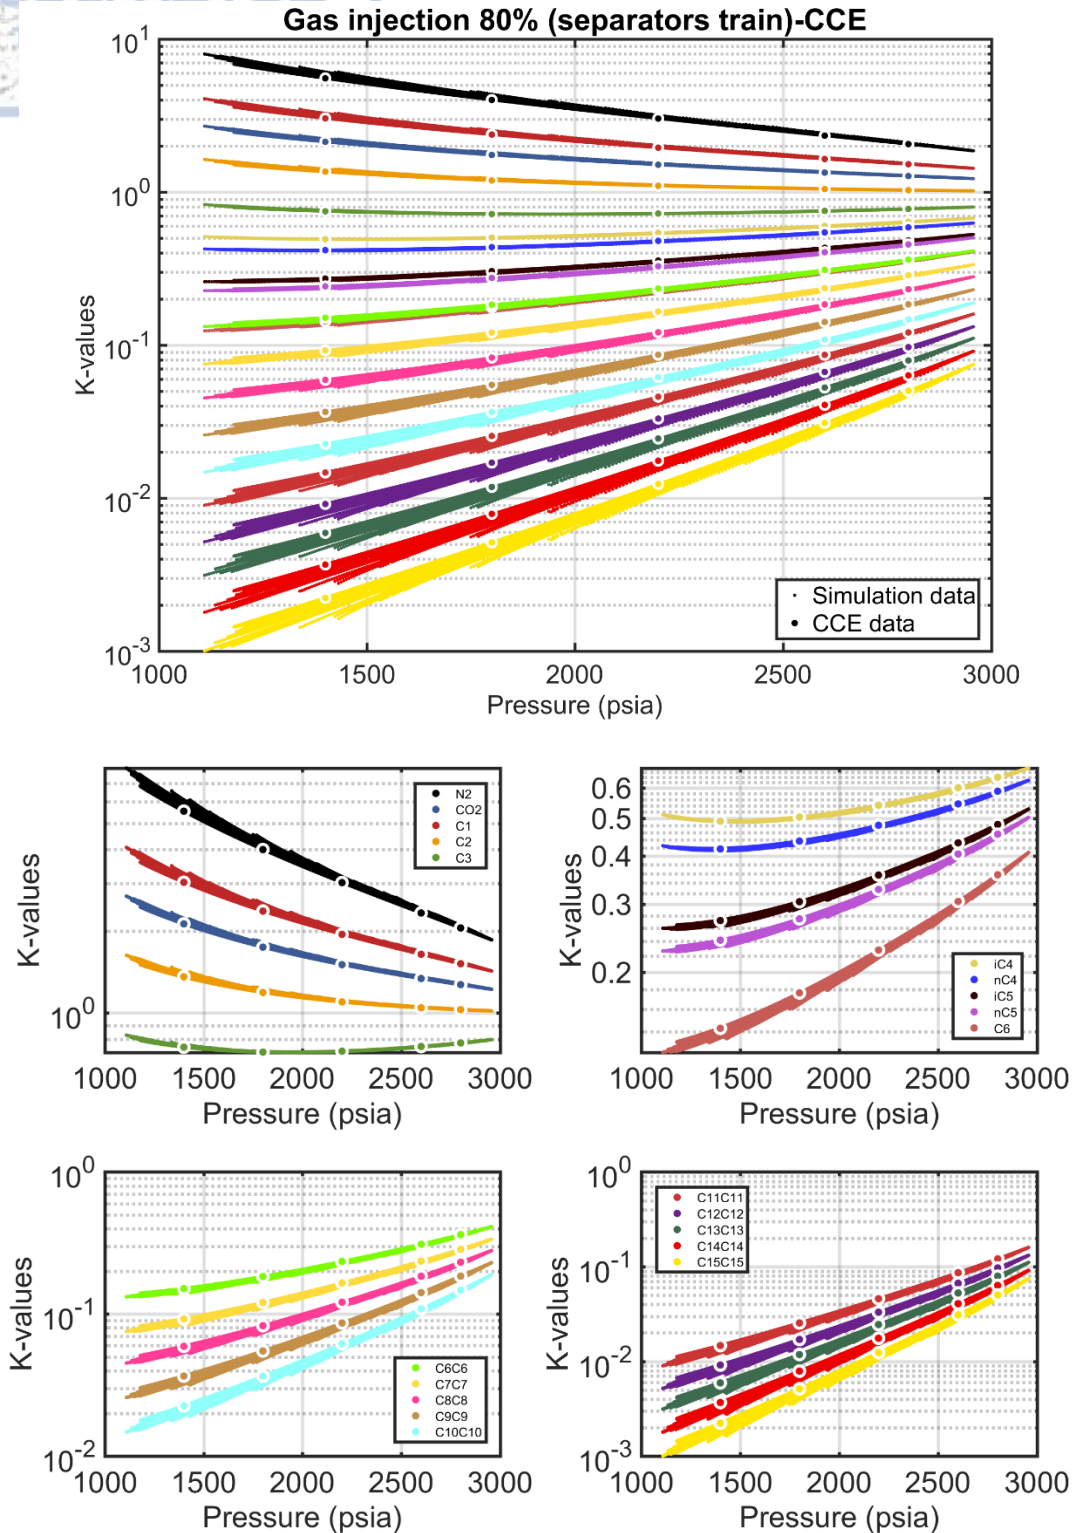 Gas injection 80% (separators train)-CCE
10^1
10^0
10^-1
10^-2
10^-3
K-values
Simulation data
CCE data
1000 1500 2000 2500 3000
Pressure (psia)
K-values
10^0
N2
CO2
C1
C2
C3
1000 1500 2000 2500 3000
Pressure (psia)
K-values
0.6
0.5
0.4
0.3
0.2
iC4
nC4
iC5
nC5
C6
1000 1500 2000 2500 3000
Pressure (psia)
K-values
10^0
10^-1
10^-2
C6C6
C7C7
C8C8
C9C9
C10C10
1000 1500 2000 2500 3000
Pressure (psia)
K-values
10^0
10^-1
10^-2
10^-3
C11C11
C12C12
C13C13
C14C14
C15C15
1000 1500 2000 2500 3000
Pressure (psia)